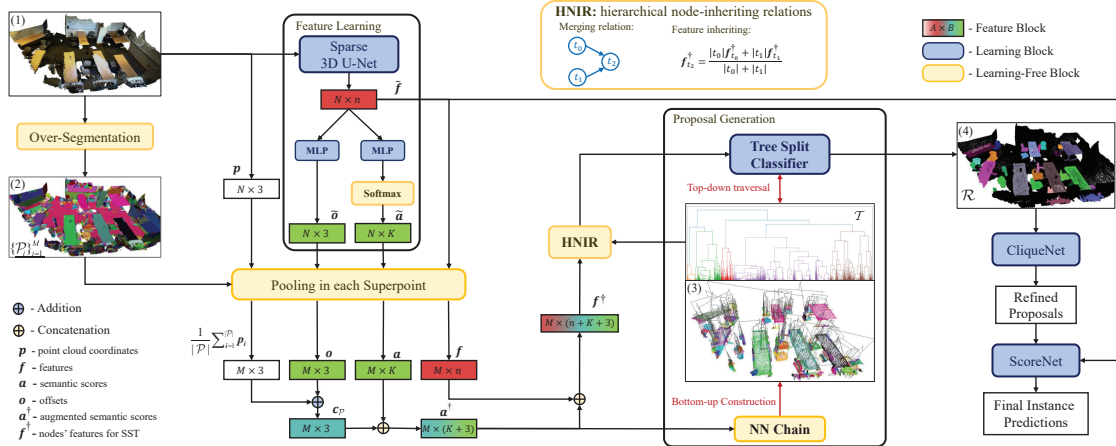 (1)
Over-Segmentation
(2)
{𝒫ᵢ}ᵢ₌₁ᴹ
⊕ - Addition
⊕ - Concatenation
p - point cloud coordinates
f - features
a - semantic scores
o - offsets
a† - augmented semantic scores
f† - nodes' features for SST
Feature Learning
Sparse
3D U-Net
f̃
N × n
MLP
MLP
Softmax
p
N × 3
õ
ã
N × 3
N × K
Pooling in each Superpoint
1/|𝒫| ∑ᵢ₌₁^|𝒫| pᵢ
o
a
f
M × 3
M × 3
M × K
M × n
c𝒫
a†
M × 3
M × (K + 3)
HNIR: hierarchical node-inheriting relations
Merging relation:
Feature inheriting:
t₀
t₁
t₂
f†t₂ = (|t₀|f†t₀ + |t₁|f†t₁) / (|t₀| + |t₁|)
HNIR
f†
M × (n + K + 3)
Proposal Generation
Tree Split
Classifier
Top-down traversal
𝒯
(3)
Bottom-up Construction
NN Chain
A × B - Feature Block
- Learning Block
- Learning-Free Block
(4)
ℛ
CliqueNet
Refined
Proposals
ScoreNet
Final Instance
Predictions